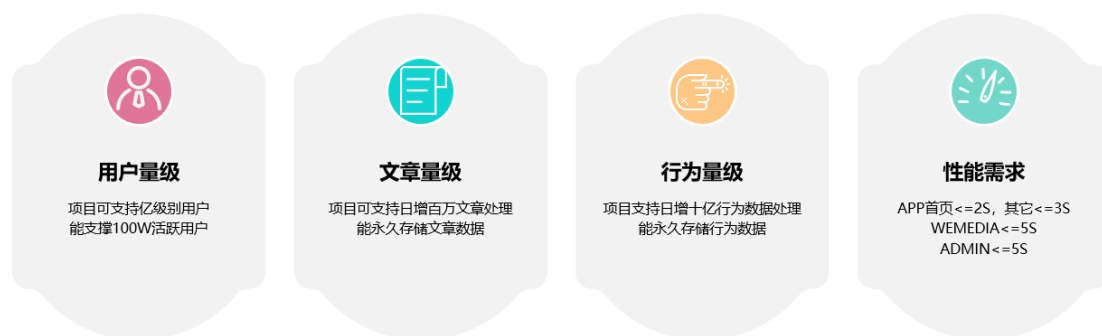 用户量级
项目可支持亿级别用户
能支撑100W活跃用户
文章量级
项目可支持日增百万文章处理
能永久存储文章数据
行为量级
项目支持日增十亿行为数据处理
能永久存储行为数据
性能需求
APP首页<=2S，其它<=3S
WEMEDIA<=5S
ADMIN<=5S